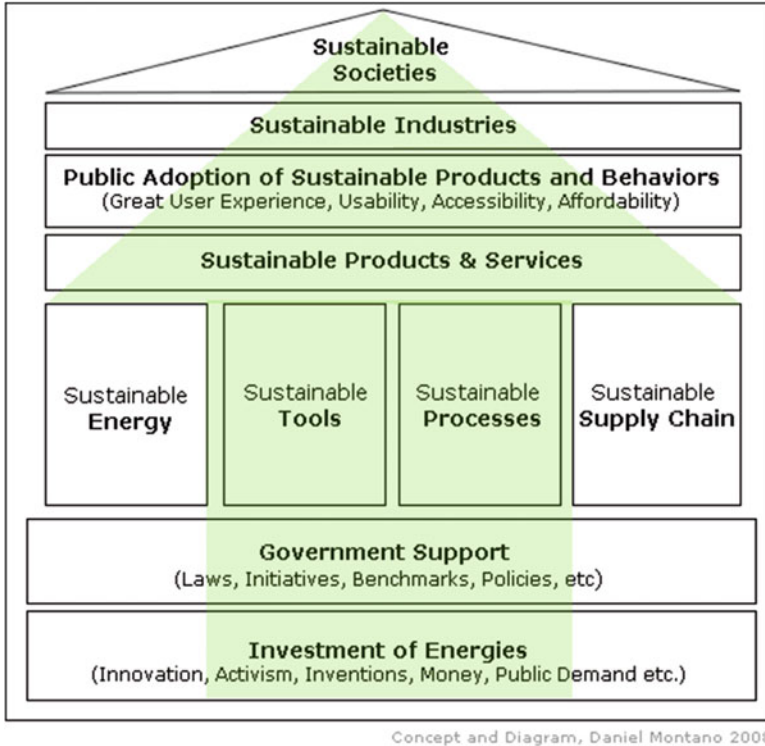 Sustainable
Societies
Sustainable Industries
Public Adoption of Sustainable Products and Behaviors
(Great User Experience, Usability, Accessibility, Affordability)
Sustainable Products & Services
Sustainable
Energy
Sustainable
Tools
Sustainable
Processes
Sustainable
Supply Chain
Government Support
(Laws, Initiatives, Benchmarks, Policies, etc)
Investment of Energies
(Innovation, Activism, Inventions, Money, Public Demand etc.)
Concept and Diagram, Daniel Montano 2008